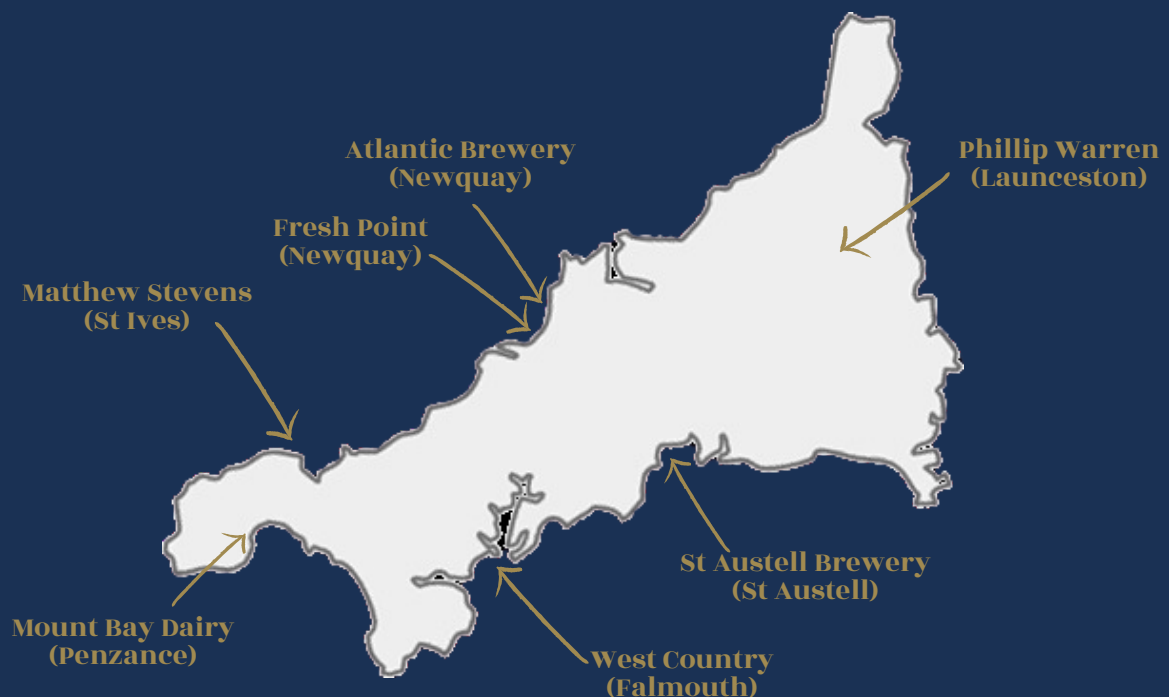 Atlantic Brewery
(Newquay)
Phillip Warren
(Launceston)
Fresh Point
(Newquay)
Matthew Stevens
(St Ives)
St Austell Brewery
(St Austell)
Mount Bay Dairy
(Penzance)
West Country
(Falmouth)